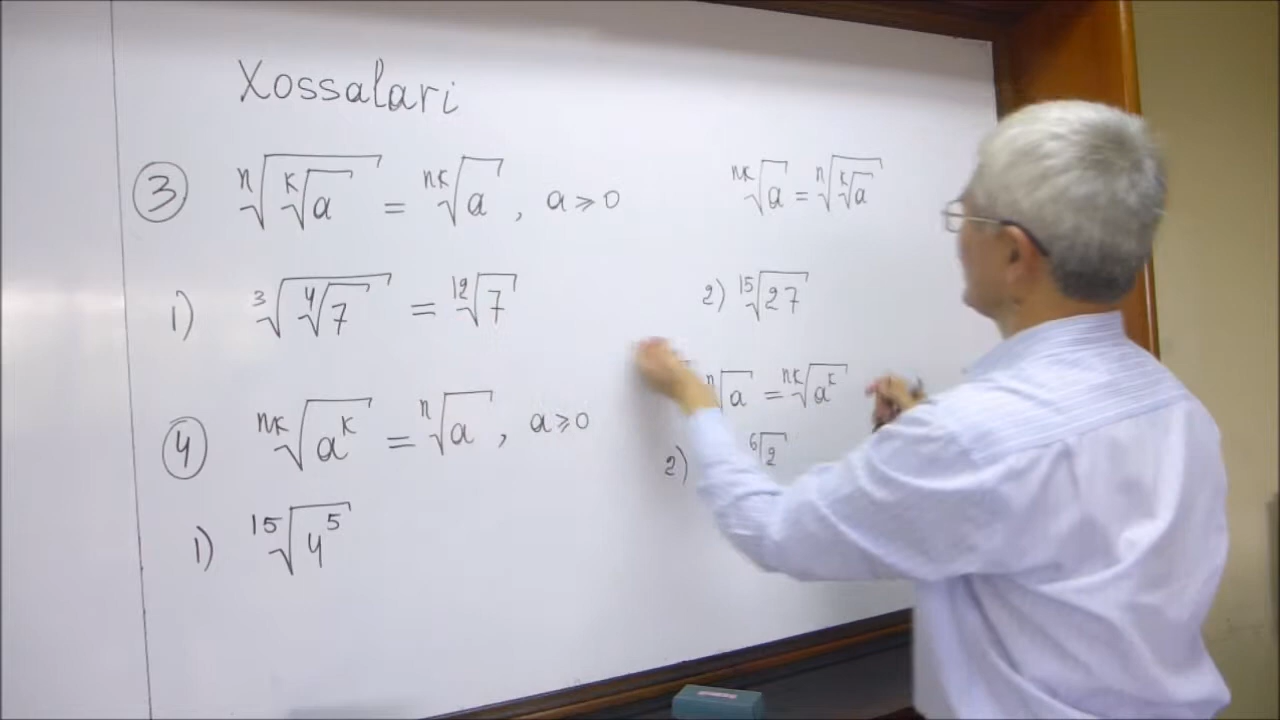 Xossalari
③ ⁿ√(ᵏ√a) = ⁿᵏ√a , a ⩾ 0
ⁿᵏ√a = ⁿ√(ᵏ√a)
1) ³√(⁴√7) = ¹²√7
2) ¹⁵√27
④ ⁿᵏ√(aᵏ) = ⁿ√a , a ⩾ 0
ⁿ√a = ⁿᵏ√(aᵏ)
1) ¹⁵√(4⁵)
2) ⁶√2